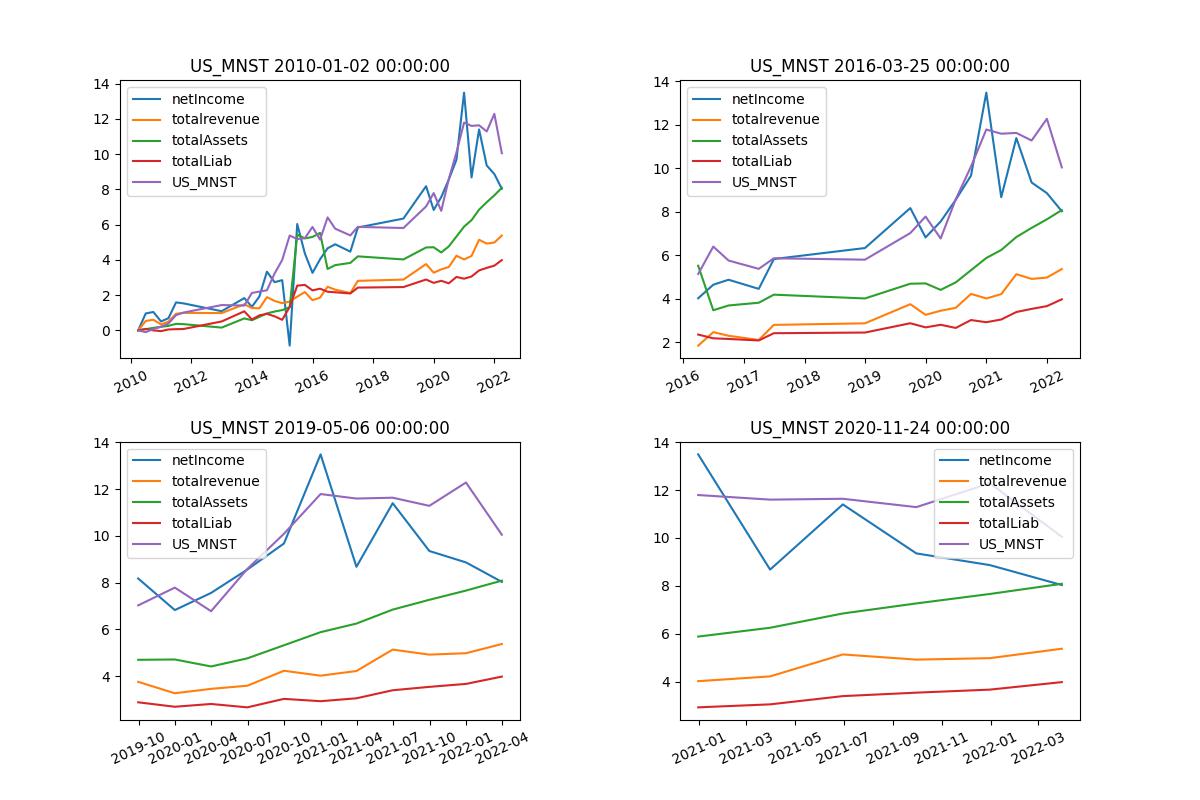 US_MNST 2010-01-02 00:00:00
14
12
10
8
6
4
2
0
netIncome
totalrevenue
totalAssets
totalLiab
US_MNST
2010 2012 2014 2016 2018 2020 2022
US_MNST 2016-03-25 00:00:00
14
12
10
8
6
4
2
netIncome
totalrevenue
totalAssets
totalLiab
US_MNST
2016 2017 2018 2019 2020 2021 2022
US_MNST 2019-05-06 00:00:00
14
12
10
8
6
4
netIncome
totalrevenue
totalAssets
totalLiab
US_MNST
2019-10 2020-01 2020-04 2020-07 2020-10 2021-01 2021-04 2021-07 2021-10 2022-01 2022-04
US_MNST 2020-11-24 00:00:00
14
12
10
8
6
4
netIncome
totalrevenue
totalAssets
totalLiab
US_MNST
2021-01 2021-03 2021-05 2021-07 2021-09 2021-11 2022-01 2022-03